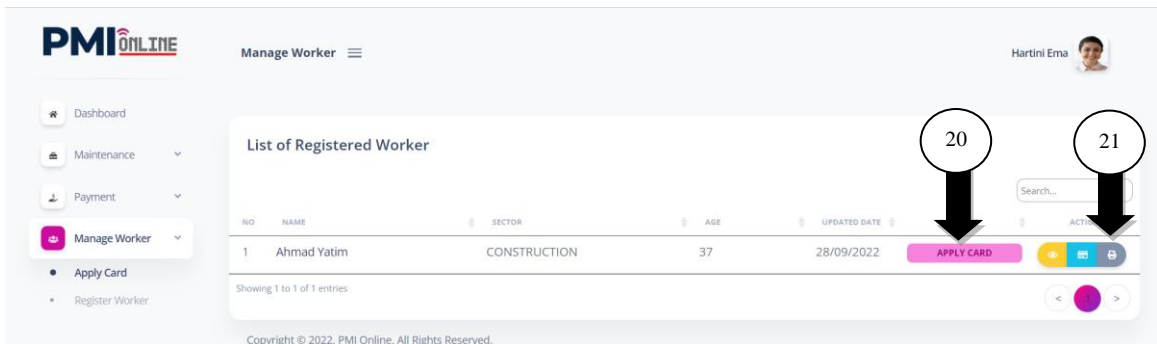 PMI ONLINE
Manage Worker
Hartini Ema
Dashboard
Maintenance
Payment
Manage Worker
Apply Card
Register Worker
List of Registered Worker
20
21
Search...
NO NAME SECTOR AGE UPDATED DATE
1 Ahmad Yatim CONSTRUCTION 37 28/09/2022 APPLY CARD
Showing 1 to 1 of 1 entries
< 1 >
Copyright © 2022. PMI Online. All Rights Reserved.